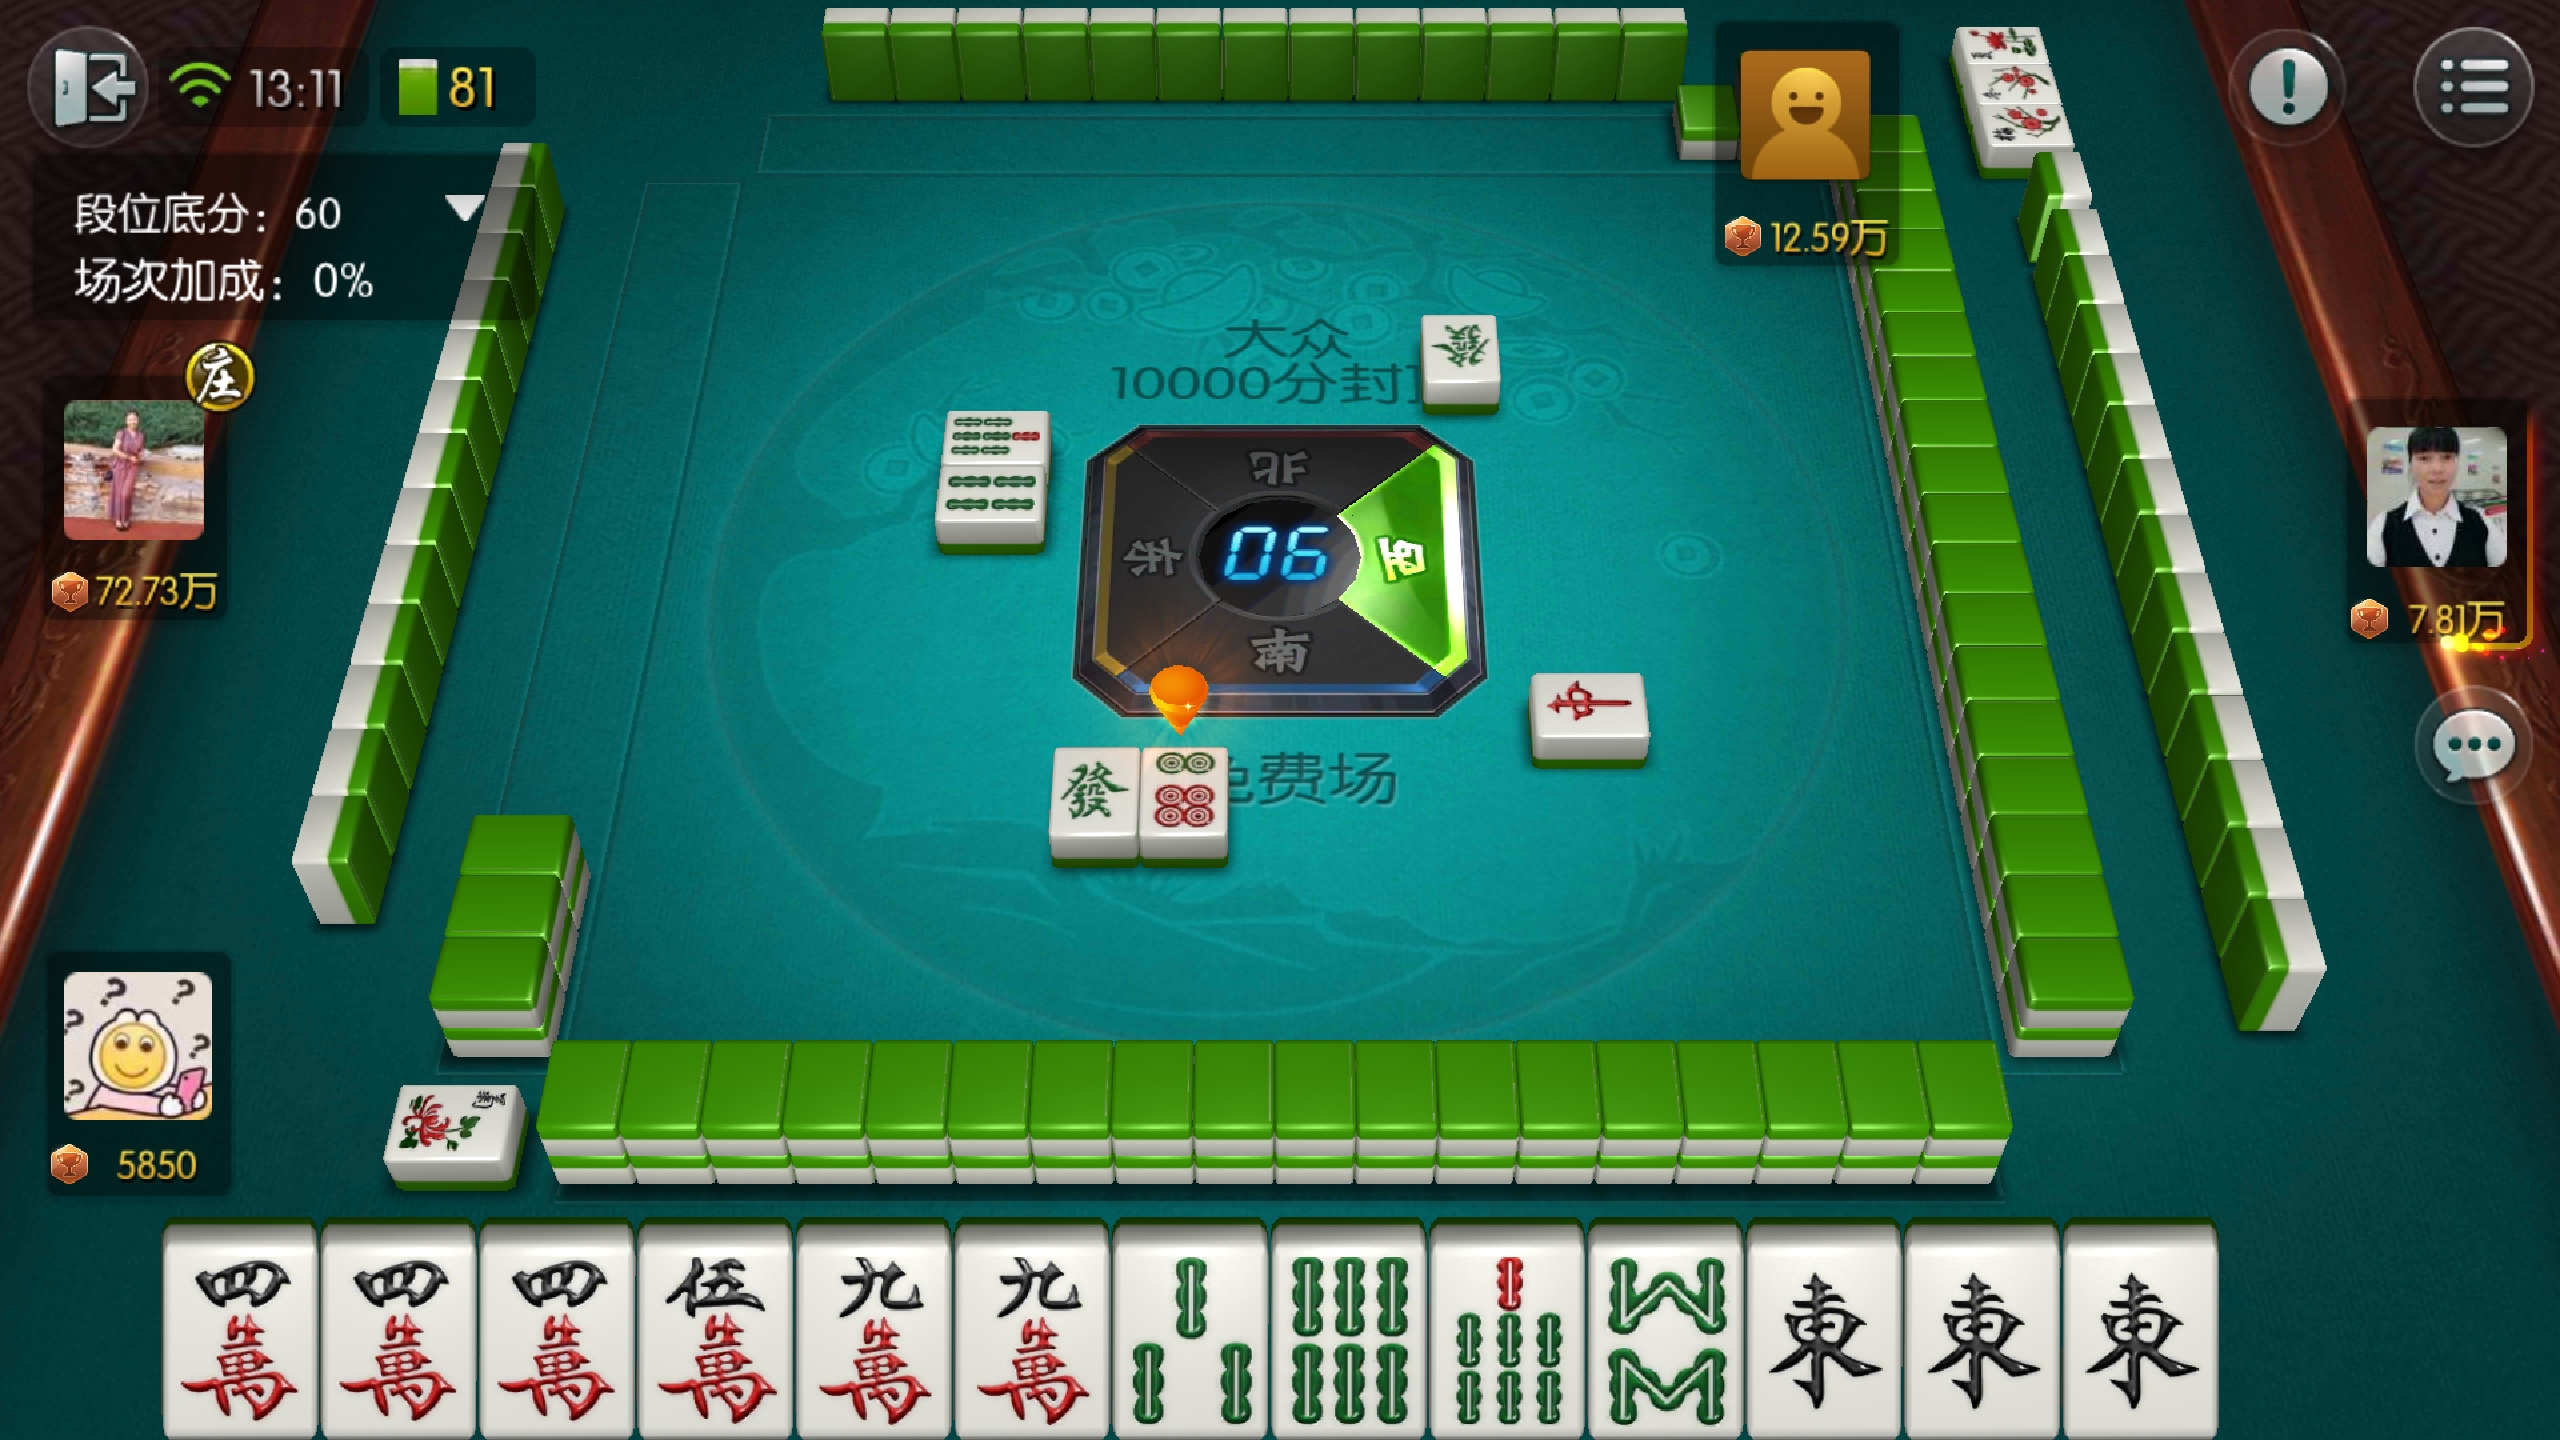 13:11
81
段位底分：60
场次加成：0%
12.59万
庄
72.73万
7.81万
大众
10000分封
發
北
东
06
西
南
中
發
费场
5850
四萬
四萬
四萬
伍萬
九萬
九萬
東
東
東